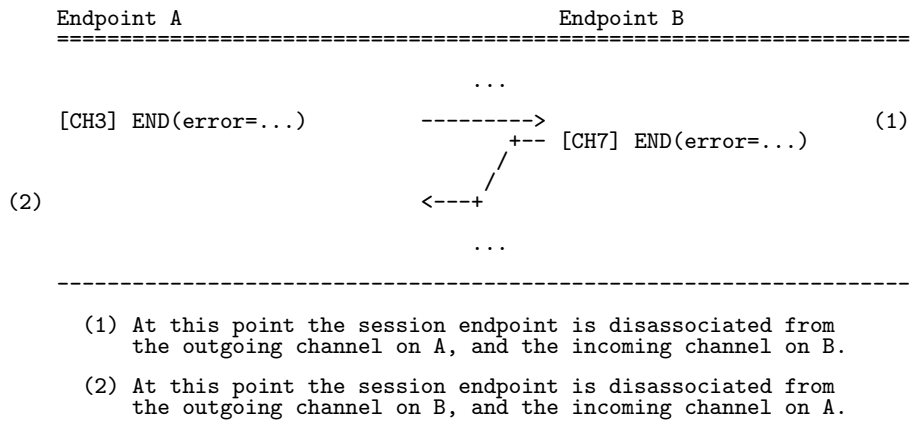 Endpoint A                              Endpoint B
====================================================================
...
[CH3] END(error=...)         ---------> (1)
+-- [CH7] END(error=...)
/
/
(2)                              <---+
...
--------------------------------------------------------------------
(1) At this point the session endpoint is disassociated from
the outgoing channel on A, and the incoming channel on B.
(2) At this point the session endpoint is disassociated from
the outgoing channel on B, and the incoming channel on A.